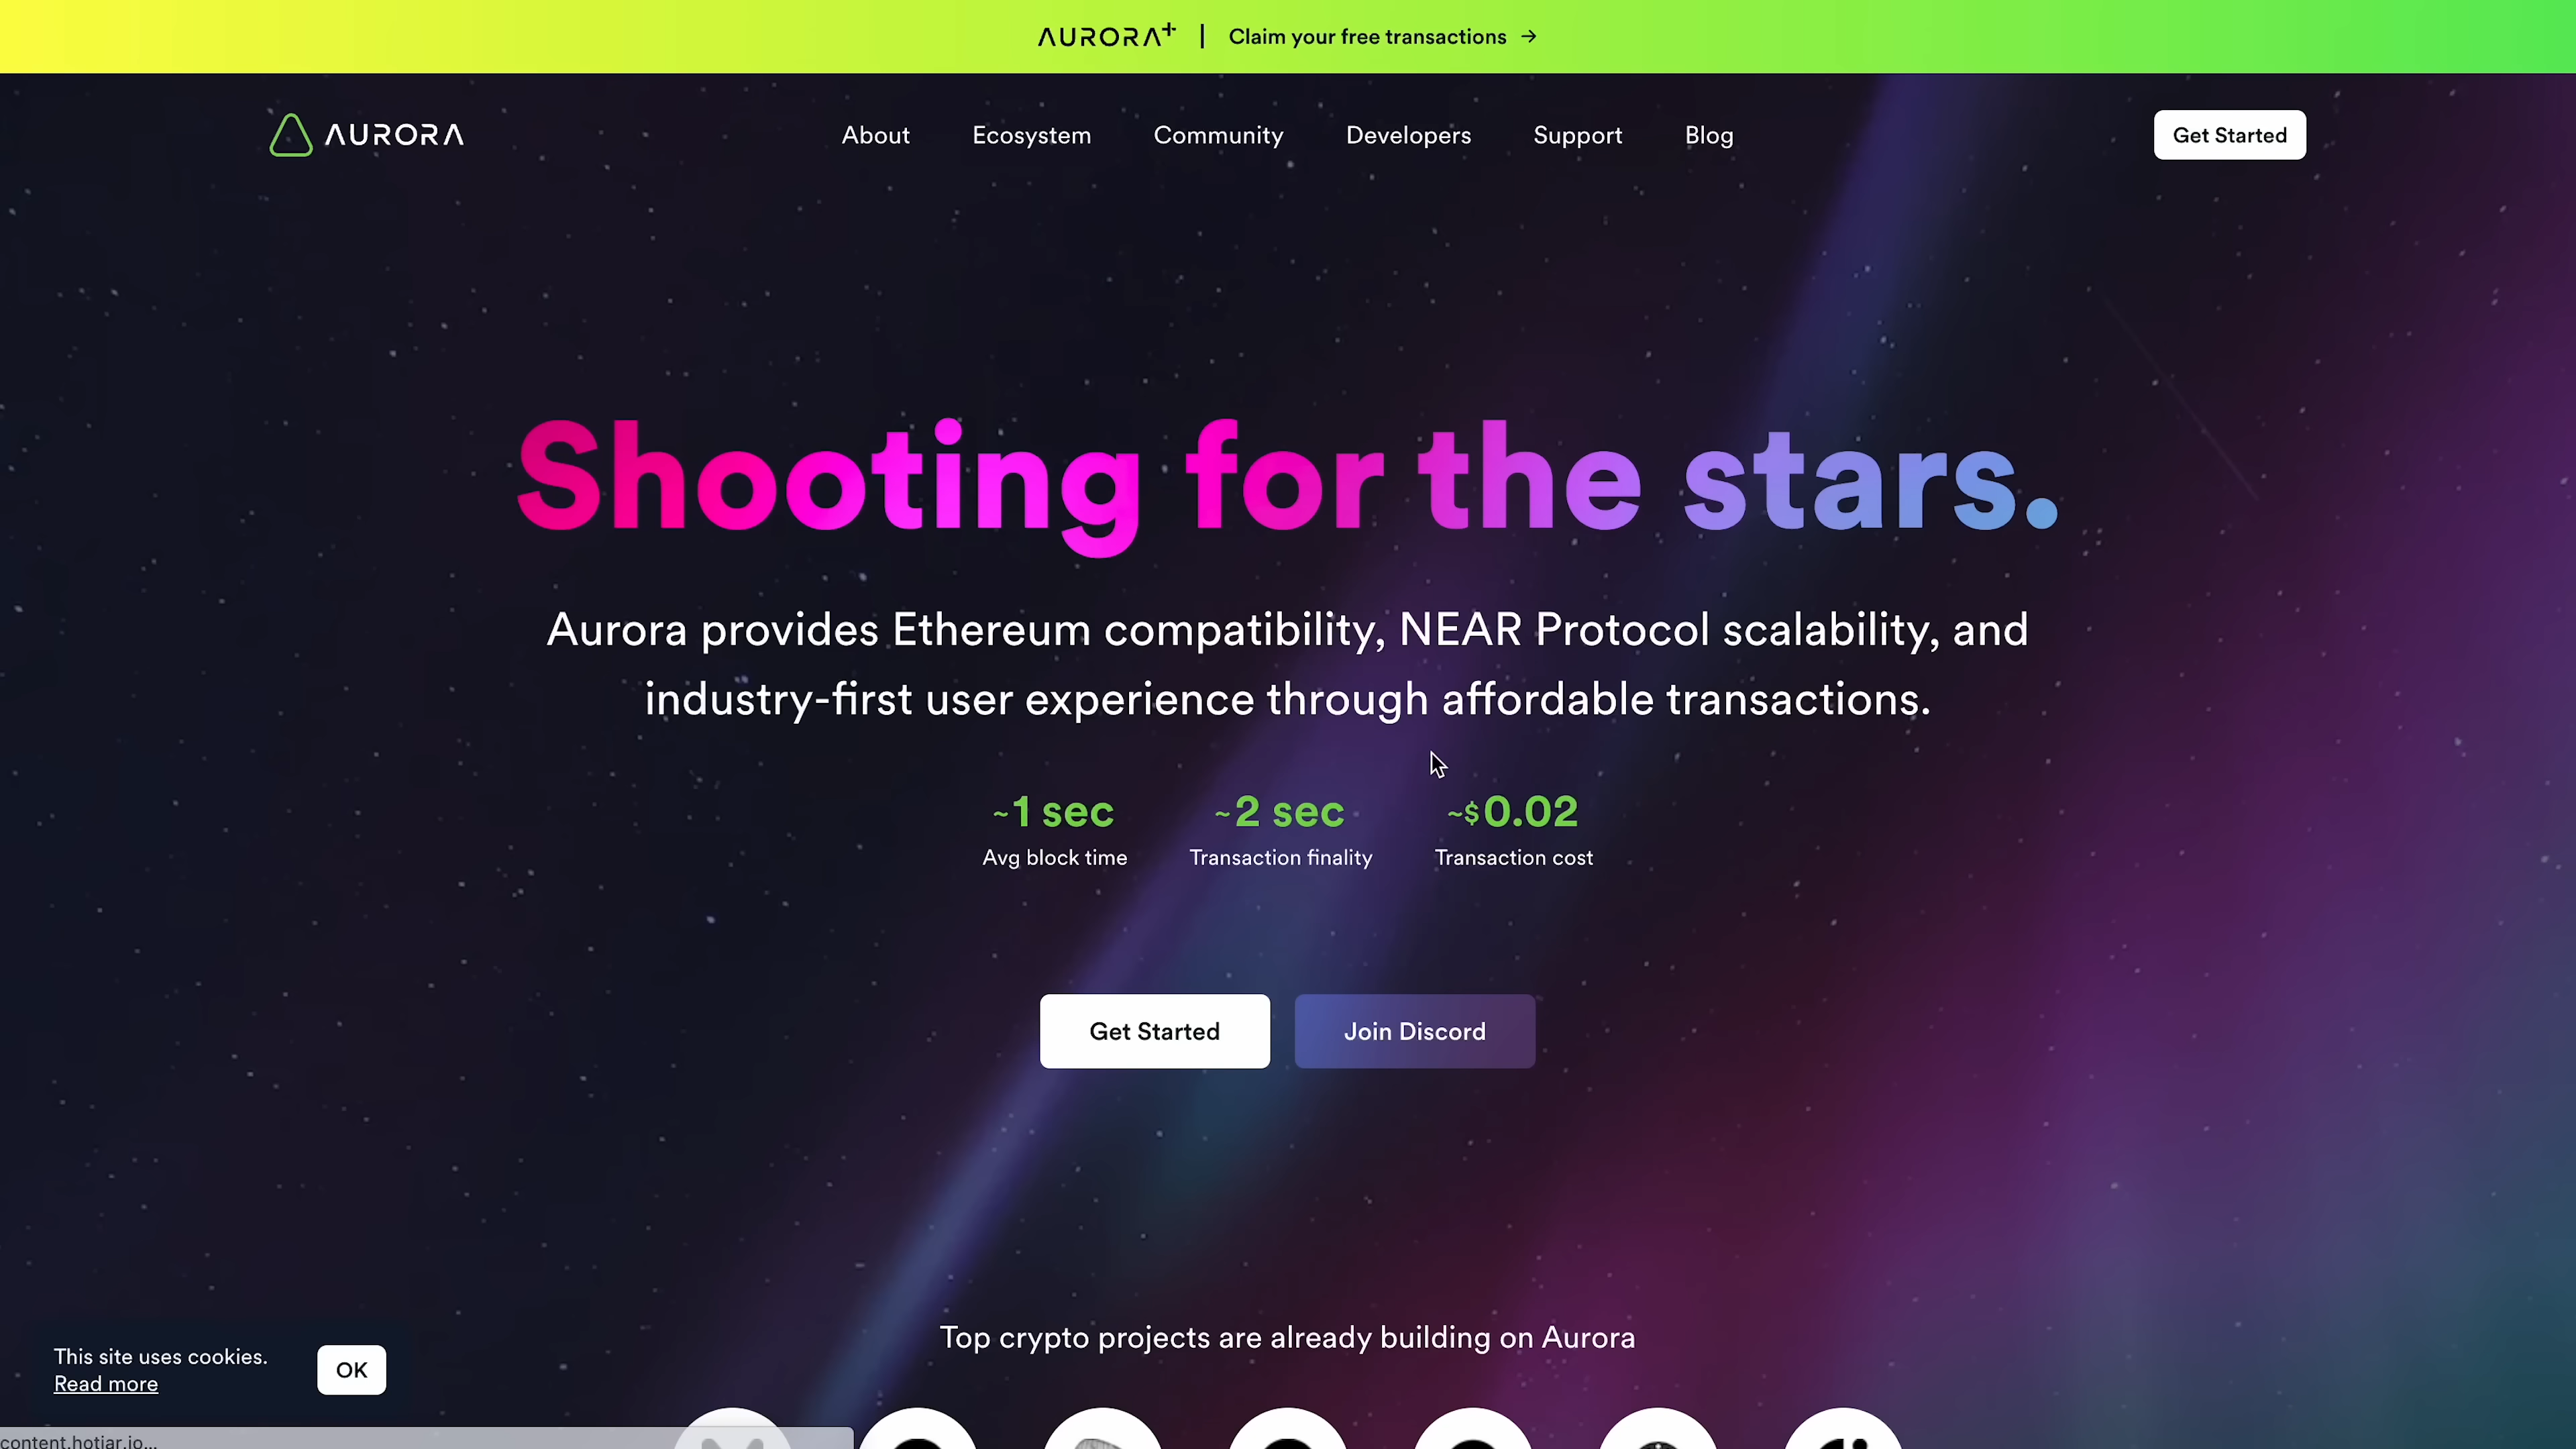 AURORA+ | Claim your free transactions →
AURORA
About
Ecosystem
Community
Developers
Support
Blog
Get Started
Shooting for the stars.
Aurora provides Ethereum compatibility, NEAR Protocol scalability, and
industry-first user experience through affordable transactions.
~1 sec
Avg block time
~2 sec
Transaction finality
~$0.02
Transaction cost
Get Started
Join Discord
Top crypto projects are already building on Aurora
This site uses cookies.
Read more
OK
content.hotjar.io...